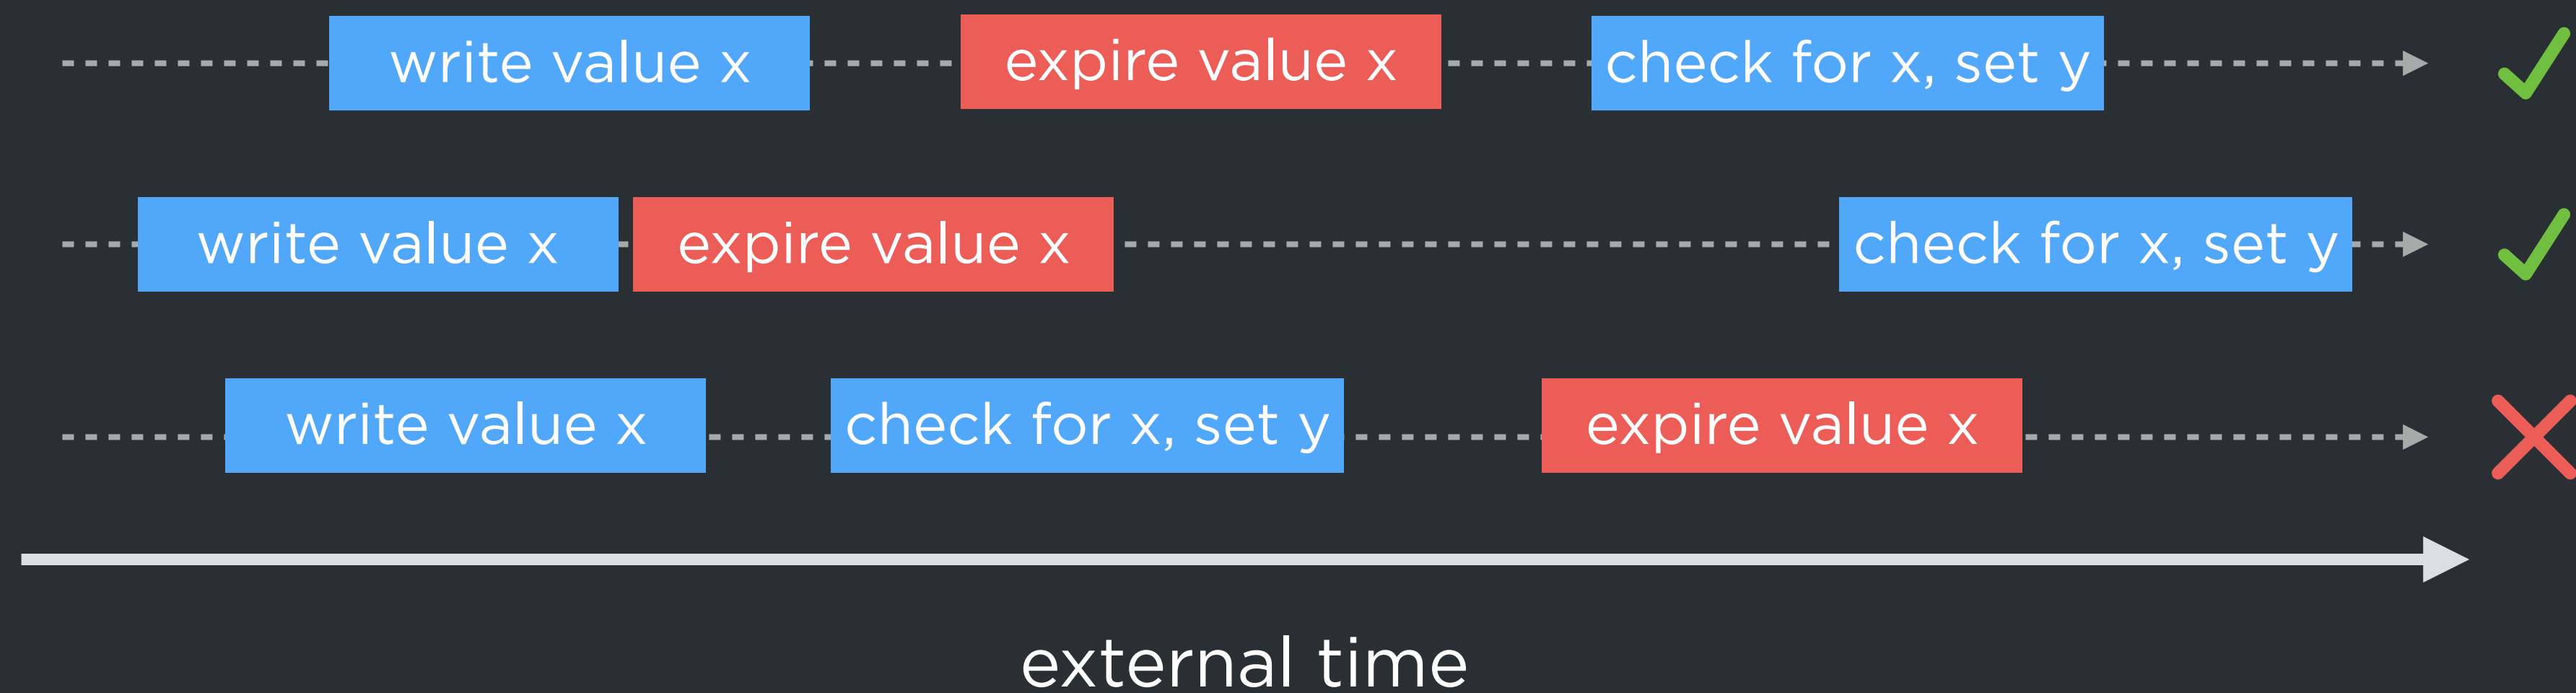 write value x
expire value x
check for x, set y
write value x
expire value x
check for x, set y
write value x
check for x, set y
expire value x
external time